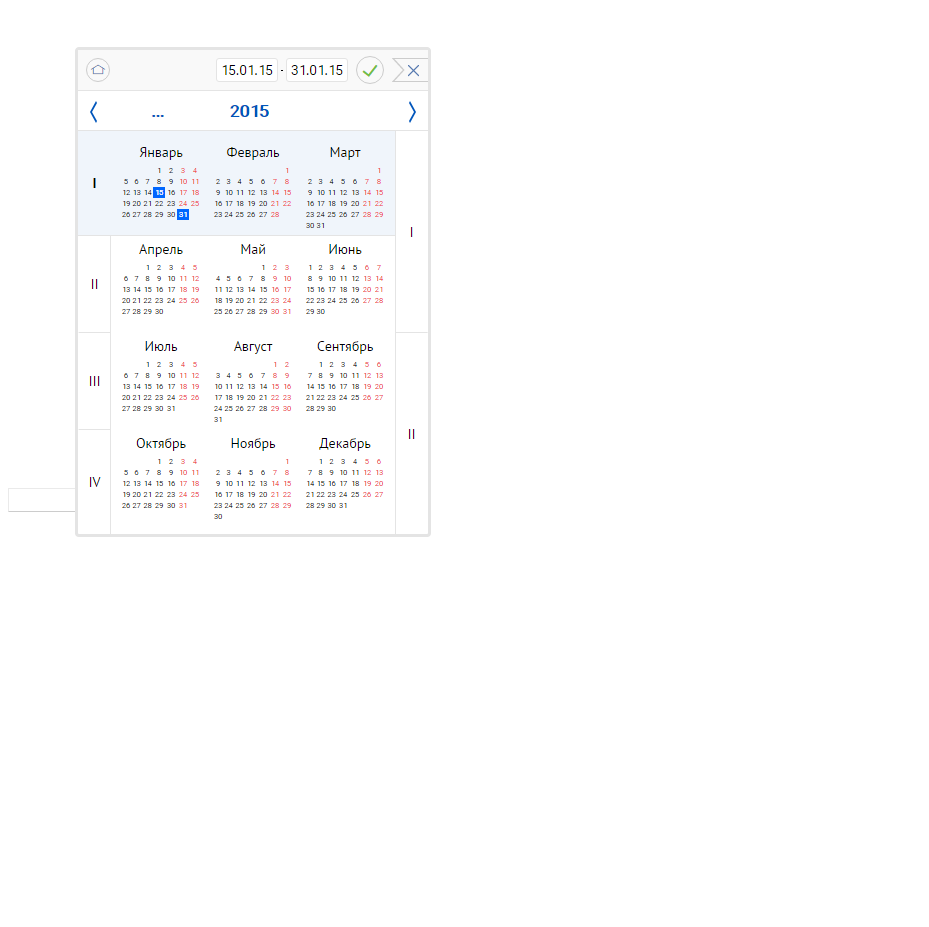 15.01.15 - 31.01.15
... 2015
Январь Февраль Март
1 2 3 4 1 1
I
5 6 7 8 9 10 11 2 3 4 5 6 7 8 2 3 4 5 6 7 8
12 13 14 15 16 17 18 9 10 11 12 13 14 15 9 10 11 12 13 14 15
19 20 21 22 23 24 25 16 17 18 19 20 21 22 16 17 18 19 20 21 22
26 27 28 29 30 31 23 24 25 26 27 28 23 24 25 26 27 28 29
30 31
I
Апрель Май Июнь
1 2 3 4 5 1 2 3 1 2 3 4 5 6 7
6 7 8 9 10 11 12 4 5 6 7 8 9 10 8 9 10 11 12 13 14
II
13 14 15 16 17 18 19 11 12 13 14 15 16 17 15 16 17 18 19 20 21
20 21 22 23 24 25 26 18 19 20 21 22 23 24 22 23 24 25 26 27 28
27 28 29 30 25 26 27 28 29 30 31 29 30
Июль Август Сентябрь
1 2 3 4 5 1 2 1 2 3 4 5 6
6 7 8 9 10 11 12 3 4 5 6 7 8 9 7 8 9 10 11 12 13
III
13 14 15 16 17 18 19 10 11 12 13 14 15 16 14 15 16 17 18 19 20
20 21 22 23 24 25 26 17 18 19 20 21 22 23 21 22 23 24 25 26 27
27 28 29 30 31 24 25 26 27 28 29 30 28 29 30
31
II
Октябрь Ноябрь Декабрь
1 2 3 4 1 1 2 3 4 5 6
5 6 7 8 9 10 11 2 3 4 5 6 7 8 7 8 9 10 11 12 13
IV
12 13 14 15 16 17 18 9 10 11 12 13 14 15 14 15 16 17 18 19 20
19 20 21 22 23 24 25 16 17 18 19 20 21 22 21 22 23 24 25 26 27
26 27 28 29 30 31 23 24 25 26 27 28 29 28 29 30 31
30